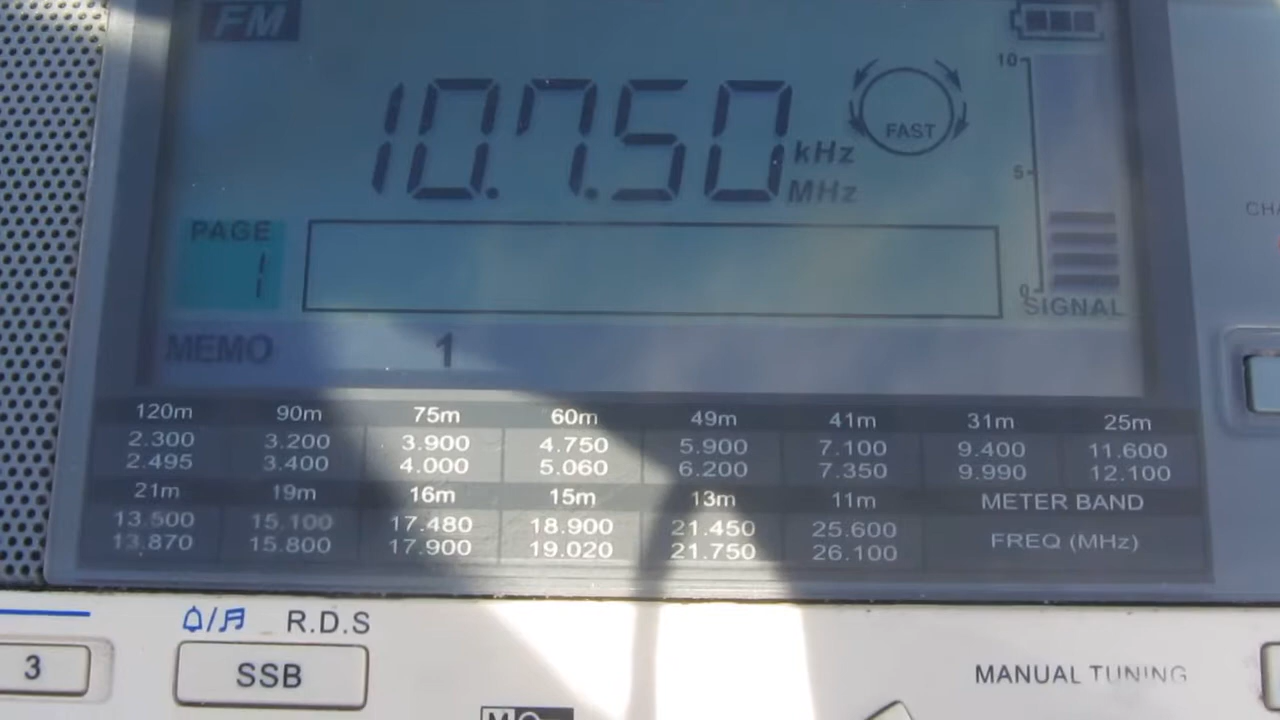 FM
107.50 kHz MHz
FAST
10
5
0
SIGNAL
PAGE
1
MEMO 1
120m 90m 75m 60m 49m 41m 31m 25m
2.300 3.200 3.900 4.750 5.900 7.100 9.400 11.600
2.495 3.400 4.000 5.060 6.200 7.350 9.990 12.100
21m 19m 16m 15m 13m 11m METER BAND
13.500 15.100 17.480 18.900 21.450 25.600 FREQ (MHz)
13.870 15.800 17.900 19.020 21.750 26.100
R.D.S
3 SSB
MANUAL TUNING